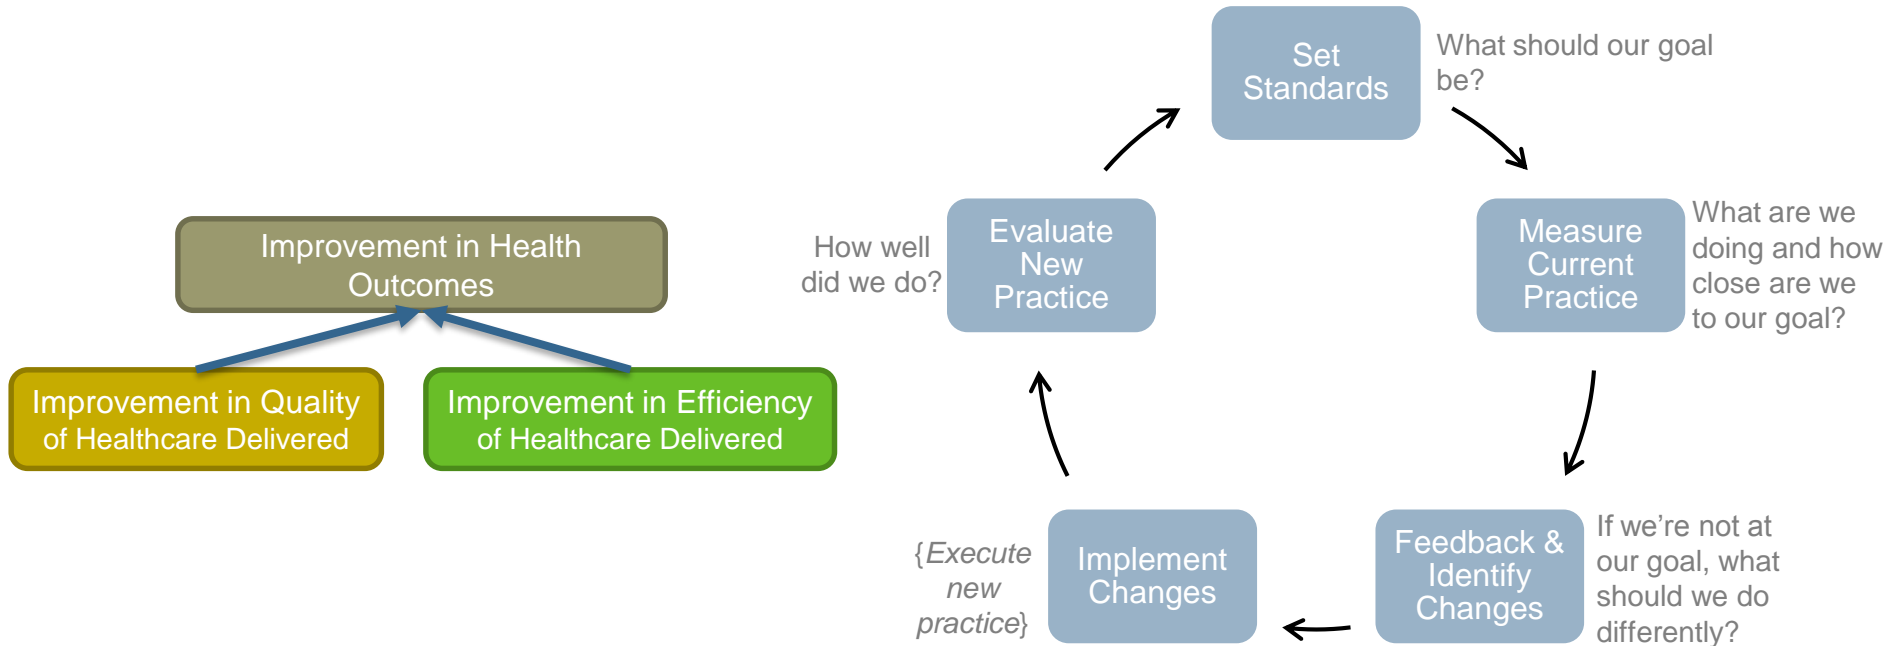 Improvement in Health
Outcomes
Improvement in Quality
of Healthcare Delivered
Improvement in Efficiency
of Healthcare Delivered
Set
Standards
What should our goal
be?
Measure
Current
Practice
What are we
doing and how
close are we
to our goal?
Feedback &
Identify
Changes
If we’re not at
our goal, what
should we do
differently?
Implement
Changes
{Execute
new
practice}
Evaluate
New
Practice
How well
did we do?